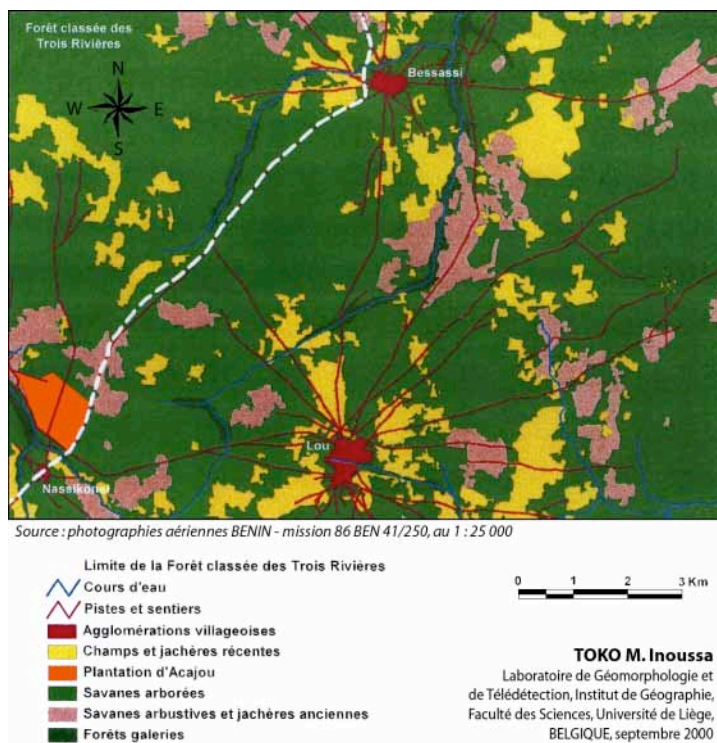 Forêt classée des
Trois Rivières
N
W E
S
Bessassi
Lou
Nassikonsi
Source : photographies aériennes BENIN - mission 86 BEN 41/250, au 1 : 25 000
Limite de la Forêt classée des Trois Rivières
Cours d'eau
Pistes et sentiers
Agglomérations villageoises
Champs et jachères récentes
Plantation d'Acajou
Savanes arborées
Savanes arbustives et jachères anciennes
Forêts galeries
0 1 2 3 Km
TOKO M. Inoussa
Laboratoire de Géomorphologie et
de Télédétection, Institut de Géographie,
Faculté des Sciences, Université de Liège,
BELGIQUE, septembre 2000